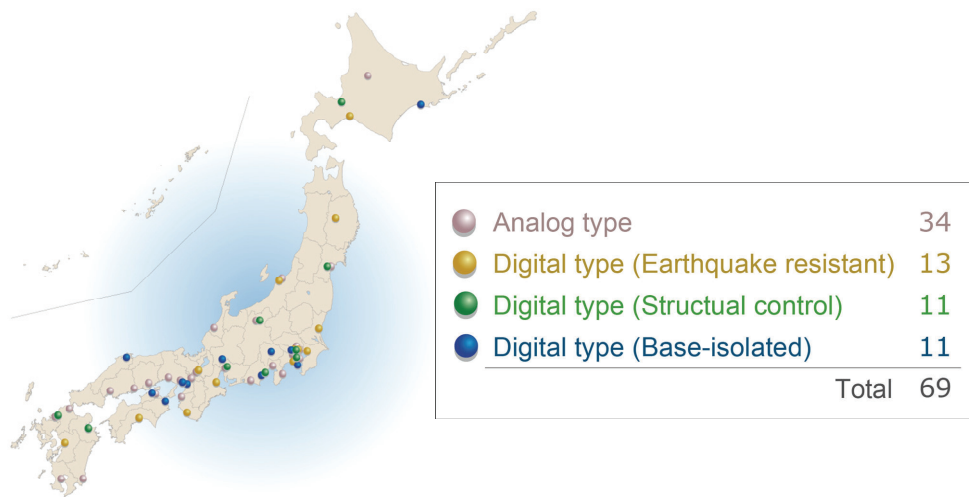 Analog type 34
Digital type (Earthquake resistant) 13
Digital type (Structual control) 11
Digital type (Base-isolated) 11
Total 69